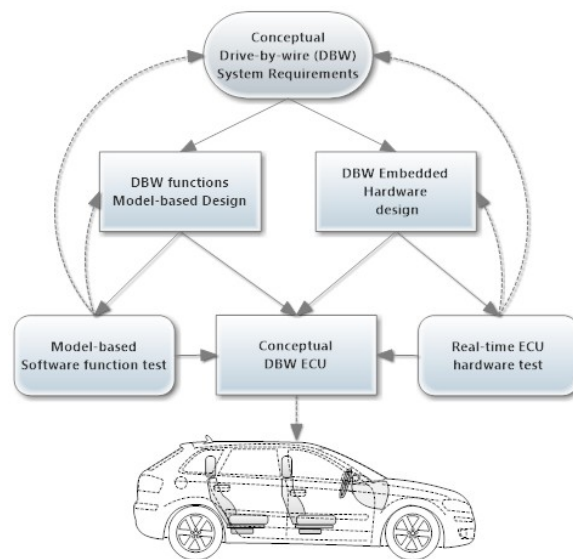 Conceptual
Drive-by-wire (DBW)
System Requirements
DBW functions
Model-based Design
DBW Embedded
Hardware
design
Model-based
Software function test
Conceptual
DBW ECU
Real-time ECU
hardware test